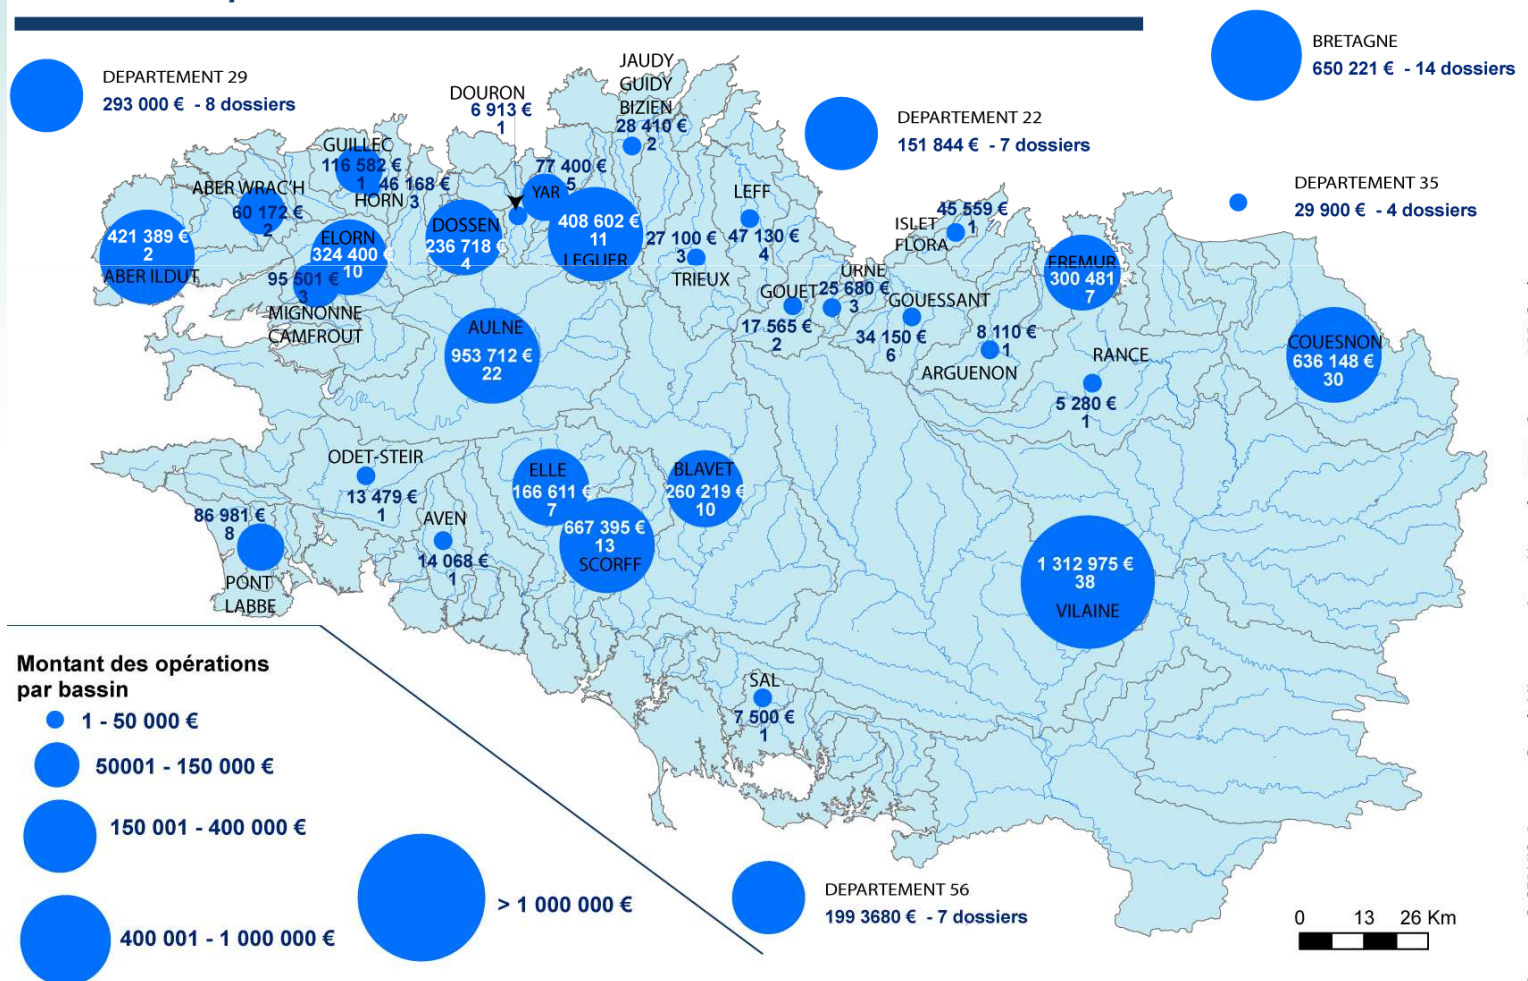 BRETAGNE
650 221 € - 14 dossiers
DEPARTEMENT 29
293 000 € - 8 dossiers
DEPARTEMENT 22
151 844 € - 7 dossiers
DEPARTEMENT 35
29 900 € - 4 dossiers
JAUDY
GUIDY
BIZIEN
28 410 €
2
DOURON
6 913 €
1
GUILLEC
116 582 €
1
46 168 €
HORN 3
77 400 €
5
YAR
ABER WRAC'H
60 172 €
2
LEFF
47 130 €
4
45 559 €
1
ISLET
FLORA
421 389 €
2
ABER ILDUT
ELORN
324 400 €
10
DOSSEN
236 718 €
4
408 602 €
11
LEGUER
27 100 €
3
TRIEUX
FREMUR
300 481
7
95 501 €
3
MIGNONNE
CAMFROUT
GOUET
17 565 €
2
URNE
25 680 €
3
GOUESSANT
34 150 €
6
8 110 €
1
ARGUENON
AULNE
953 712 €
22
RANCE
5 280 €
1
COUESNON
636 148 €
30
ODET-STEIR
13 479 €
1
ELLE
166 611 €
7
BLAVET
260 219 €
10
86 981 €
8
PONT
LABBE
AVEN
14 068 €
1
667 395 €
13
SCORFF
1 312 975 €
38
VILAINE
SAL
7 500 €
1
Montant des opérations
par bassin
1 - 50 000 €
50001 - 150 000 €
150 001 - 400 000 €
400 001 - 1 000 000 €
> 1 000 000 €
DEPARTEMENT 56
199 3680 € - 7 dossiers
0 13 26 Km